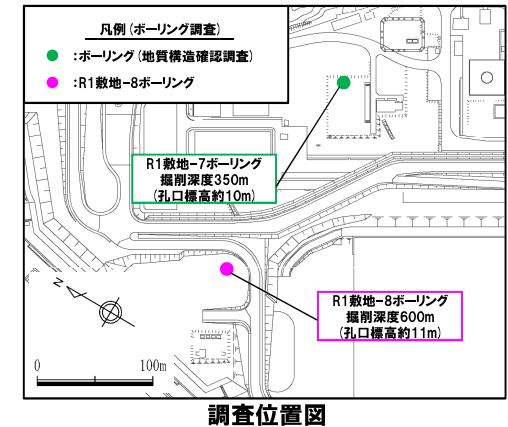 凡例(ボーリング調査)
:ボーリング(地質構造確認調査)
:R1敷地-8ボーリング
R1敷地-7ボーリング
掘削深度350m
(孔口標高約10m)
R1敷地-8ボーリング
掘削深度600m
(孔口標高約11m)
N
0 100m
調査位置図